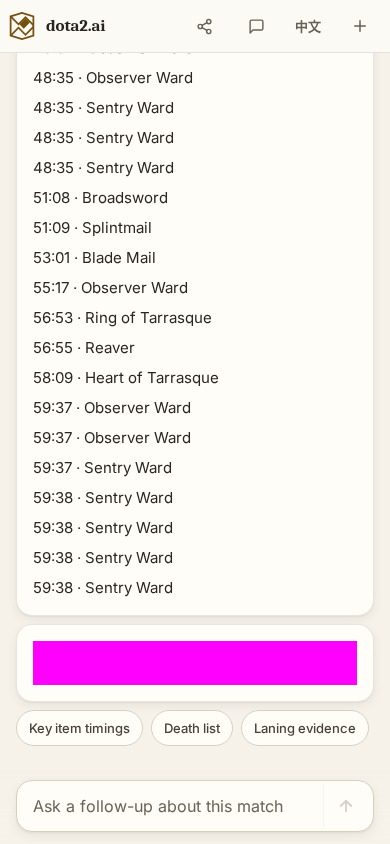 dota2.ai
中文
48:35 · Observer Ward
48:35 · Sentry Ward
48:35 · Sentry Ward
48:35 · Sentry Ward
51:08 · Broadsword
51:09 · Splintmail
53:01 · Blade Mail
55:17 · Observer Ward
56:53 · Ring of Tarrasque
56:55 · Reaver
58:09 · Heart of Tarrasque
59:37 · Observer Ward
59:37 · Observer Ward
59:37 · Sentry Ward
59:38 · Sentry Ward
59:38 · Sentry Ward
59:38 · Sentry Ward
59:38 · Sentry Ward
Key item timings
Death list
Laning evidence
Ask a follow-up about this match